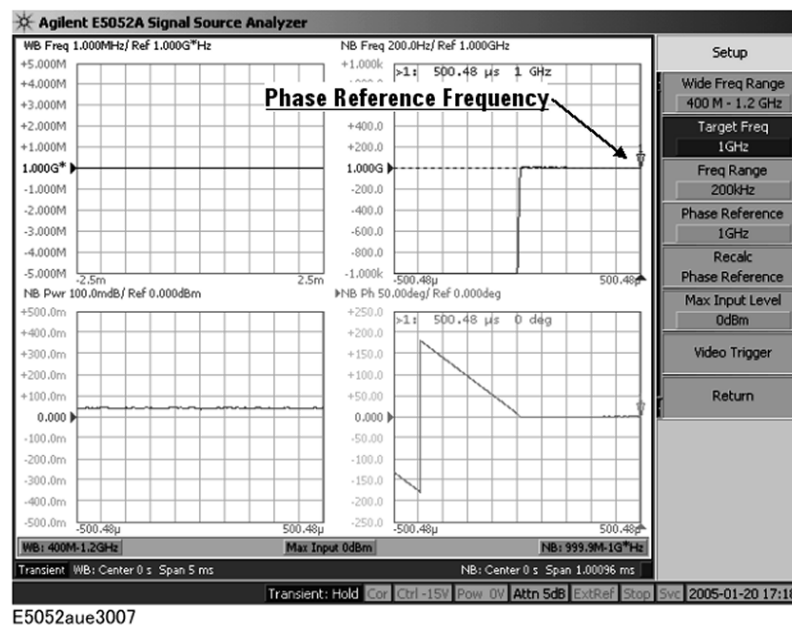 Agilent E5052A Signal Source Analyzer
WB Freq 1.000MHz/ Ref 1.000G*Hz
+5.000M
+4.000M
+3.000M
+2.000M
+1.000M
1.000G*
-1.000M
-2.000M
-3.000M
-4.000M
-5.000M
-2.5m
2.5m
NB Freq 200.0Hz/ Ref 1.000GHz
+1.000k
>1: 500.48 µs 1 GHz
Phase Reference Frequency
+400.0
+200.0
1.000G
-200.0
-400.0
-600.0
-800.0
-1.000k
-500.48µ
500.48µ
NB Pwr 100.0mdB/ Ref 0.000dBm
+500.0m
+400.0m
+300.0m
+200.0m
+100.0m
0.000
-100.0m
-200.0m
-300.0m
-400.0m
-500.0m
-500.48µ
500.48µ
NB Ph 50.00deg/ Ref 0.000deg
+250.0
>1: 500.48 µs 0 deg
+200.0
+150.0
+100.0
+50.00
0.000
-50.00
-100.0
-150.0
-200.0
-250.0
-500.48µ
500.48µ
WB: 400M-1.2GHz
Max Input 0dBm
NB: 999.9M-1G*Hz
Transient WB: Center 0 s Span 5 ms
NB: Center 0 s Span 1.00096 ms
Setup
Wide Freq Range
400 M - 1.2 GHz
Target Freq
1GHz
Freq Range
200kHz
Phase Reference
1GHz
Recalc
Phase Reference
Max Input Level
0dBm
Video Trigger
Return
Transient: Hold Cor Ctrl -15V Pow 0V Attn 5dB ExtRef Stop Svc 2005-01-20 17:18
E5052aue3007